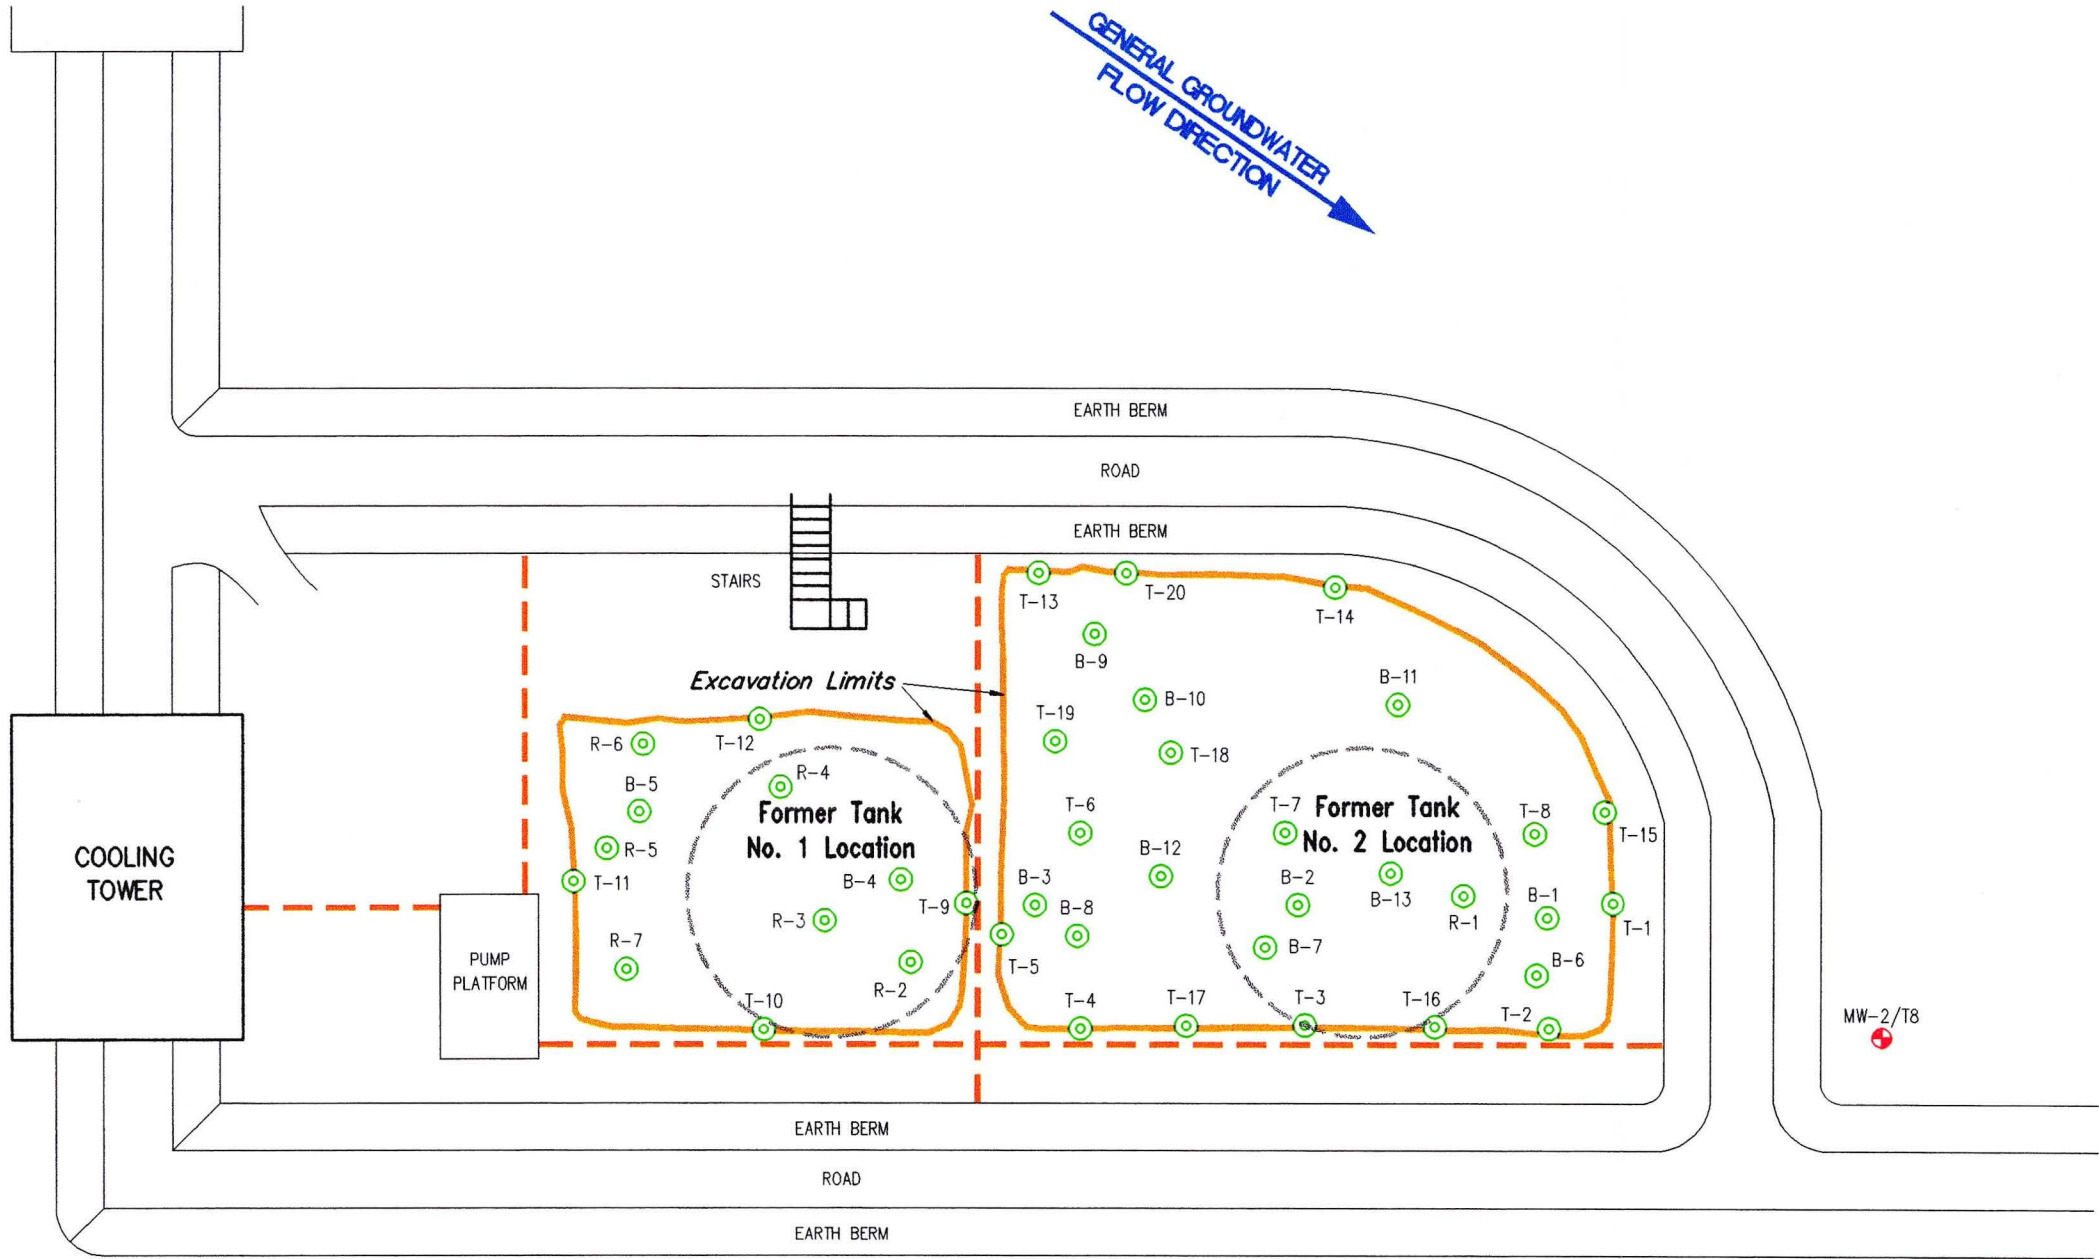 GENERAL GROUNDWATER
FLOW DIRECTION
EARTH BERM
ROAD
EARTH BERM
STAIRS
T-13
T-20
T-14
B-9
Excavation Limits
B-11
B-10
T-19
R-6
T-12
T-18
R-4
B-5
Former Tank
No. 1 Location
T-6
T-7
Former Tank
No. 2 Location
T-8
T-15
COOLING
TOWER
R-5
B-12
T-11
B-4
B-3
B-2
B-13
T-9
B-8
R-1
B-1
T-1
R-3
R-7
B-7
T-5
B-6
PUMP
PLATFORM
R-2
T-10
T-4
T-17
T-3
T-16
T-2
MW-2/T8
EARTH BERM
ROAD
EARTH BERM